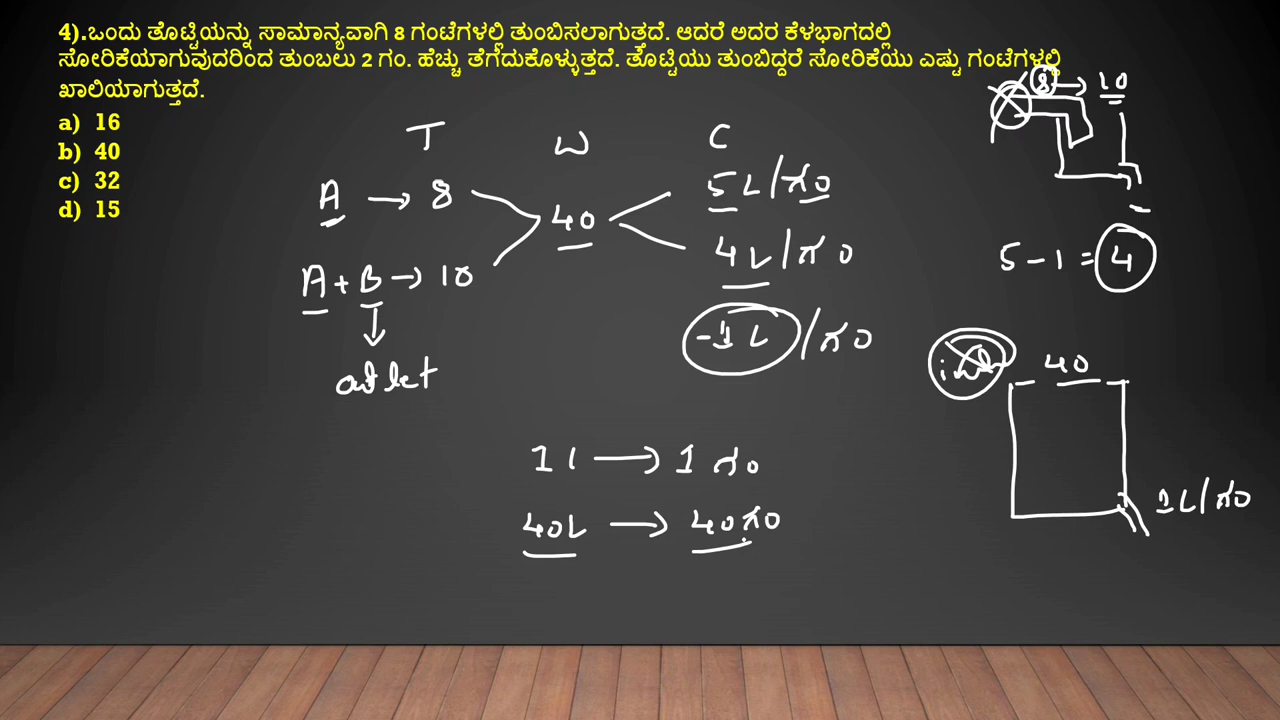 4).ಒಂದು ತೊಟ್ಟಿಯನ್ನು ಸಾಮಾನ್ಯವಾಗಿ 8 ಗಂಟೆಗಳಲ್ಲಿ ತುಂಬಿಸಲಾಗುತ್ತದೆ. ಆದರೆ ಅದರ ಕೆಳಭಾಗದಲ್ಲಿ
ಸೋರಿಕೆಯಾಗುವುದರಿಂದ ತುಂಬಲು 2 ಗಂ. ಹೆಚ್ಚು ತೆಗೆದುಕೊಳ್ಳುತ್ತದೆ. ತೊಟ್ಟಿಯು ತುಂಬಿದ್ದರೆ ಸೋರಿಕೆಯು ಎಷ್ಟು ಗಂಟೆಗಳಲ್ಲಿ
ಖಾಲಿಯಾಗುತ್ತದೆ.
a) 16
b) 40
c) 32
d) 15
8 → 10
T W C
A → 8
40
5L/ಗಂ
A + B → 10
4L/ಗಂ
5 - 1 = 4
-1L/ಗಂ
outlet
40
1L → 1 ಗಂ
1L/ಗಂ
40L → 40ಗಂ